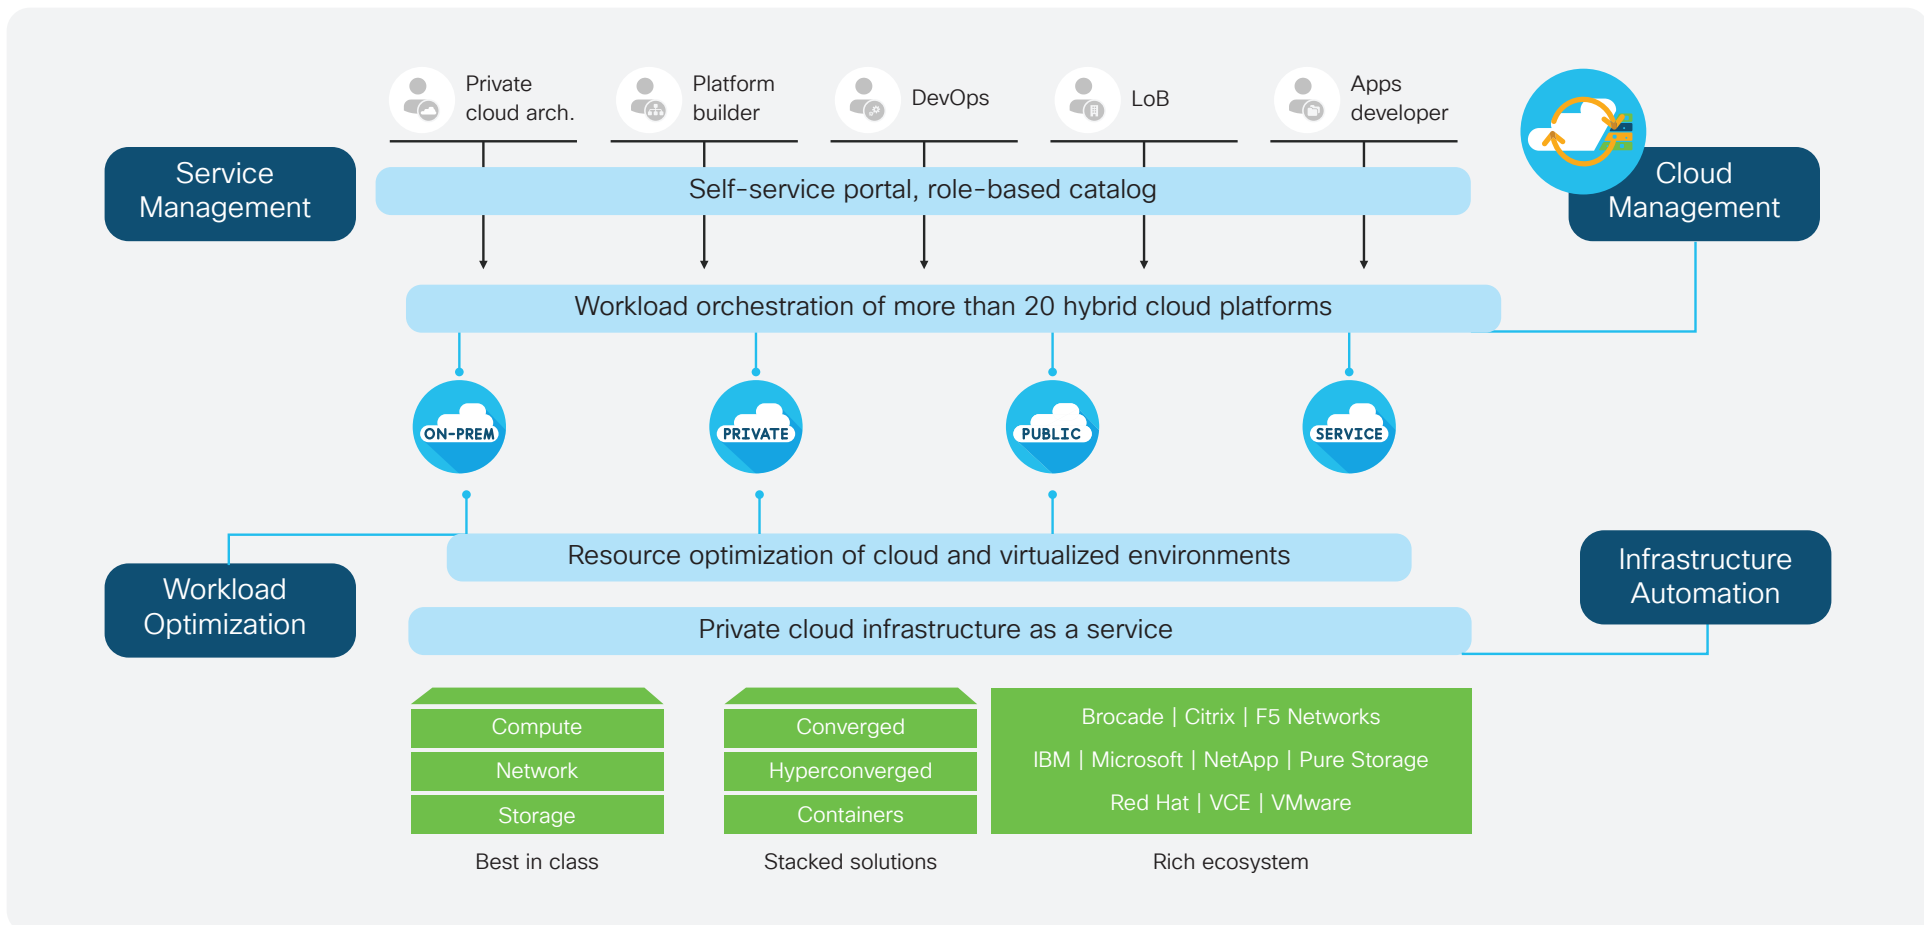 Private
cloud arch.
Platform
builder
DevOps
LoB
Apps
developer
Service
Management
Self-service portal, role-based catalog
Cloud
Management
Workload orchestration of more than 20 hybrid cloud platforms
ON-PREM
PRIVATE
PUBLIC
SERVICE
Resource optimization of cloud and virtualized environments
Workload
Optimization
Infrastructure
Automation
Private cloud infrastructure as a service
Compute
Network
Storage
Best in class
Converged
Hyperconverged
Containers
Stacked solutions
Brocade | Citrix | F5 Networks
IBM | Microsoft | NetApp | Pure Storage
Red Hat | VCE | VMware
Rich ecosystem